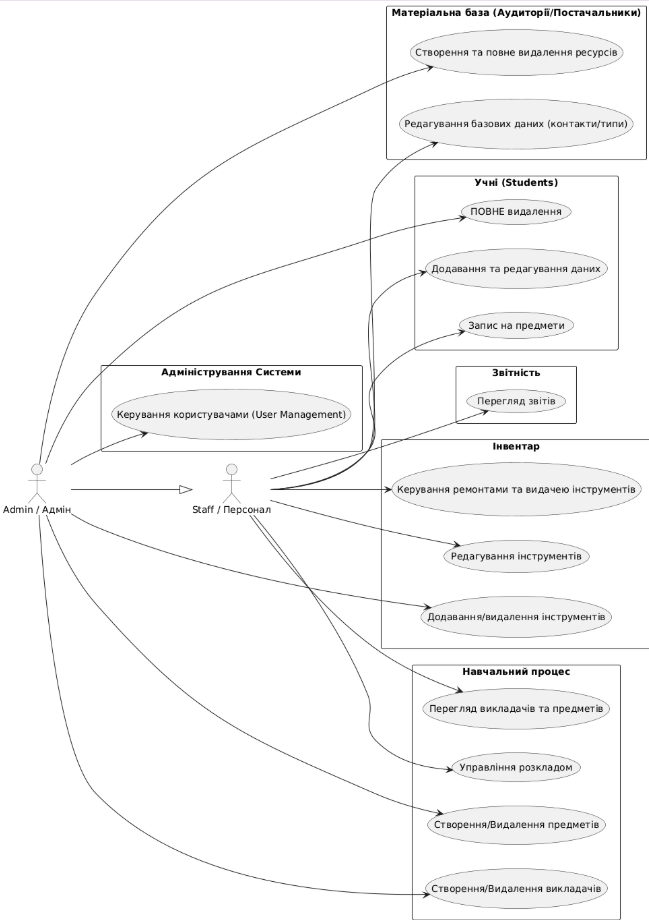 Матеріальна база (Аудиторії/Постачальники)
Створення та повне видалення ресурсів
Редагування базових даних (контакти/типи)
Учні (Students)
ПОВНЕ видалення
Додавання та редагування даних
Запис на предмети
Адміністрування Системи
Керування користувачами (User Management)
Звітність
Перегляд звітів
Admin / Адмін
Staff / Персонал
Інвентар
Керування ремонтами та видачею інструментів
Редагування інструментів
Додавання/видалення інструментів
Навчальний процес
Перегляд викладачів та предметів
Управління розкладом
Створення/Видалення предметів
Створення/Видалення викладачів